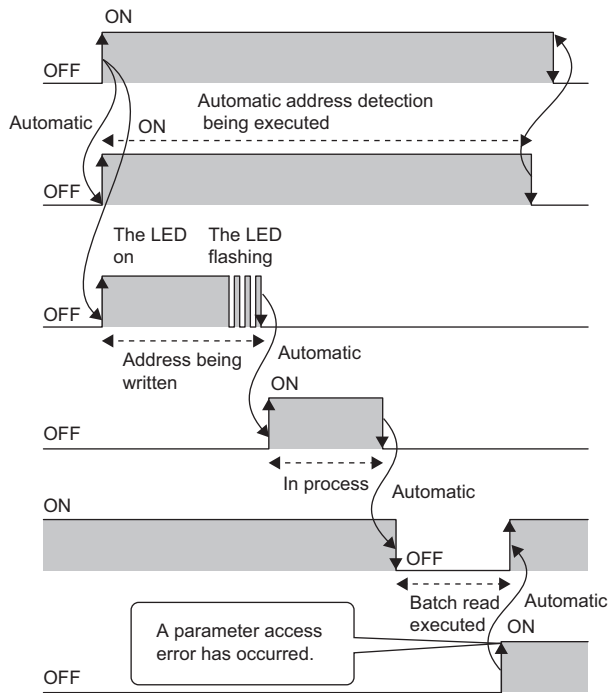 ON
OFF
Automatic address detection
being executed
Automatic
ON
OFF
The LED
on
The LED
flashing
OFF
Address being
written
Automatic
ON
OFF
In process
Automatic
ON
OFF
Batch read
executed
Automatic
ON
A parameter access
error has occurred.
OFF